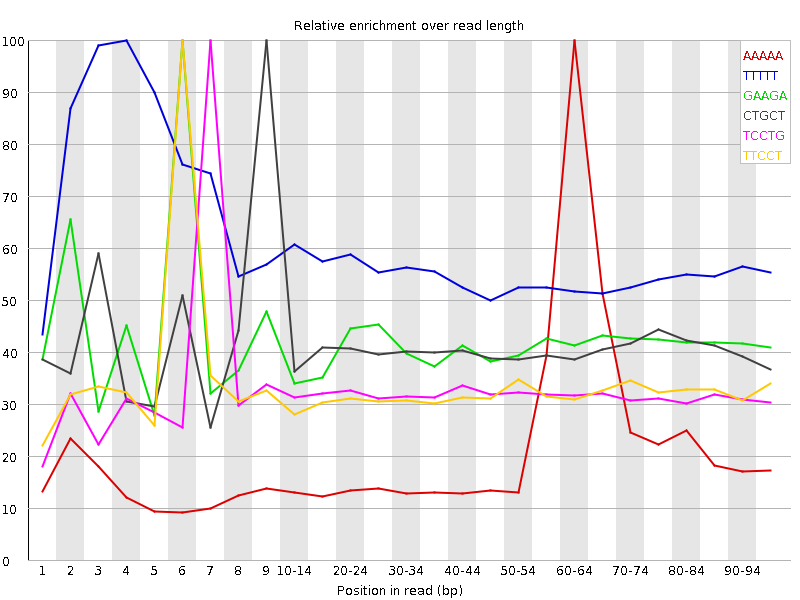 Relative enrichment over read length
100
90
80
70
60
50
40
30
20
10
0
AAAAA
TTTTT
GAAGA
CTGCT
TCCTG
TTCCT
1 2 3 4 5 6 7 8 9 10-14 20-24 30-34 40-44 50-54 60-64 70-74 80-84 90-94
Position in read (bp)